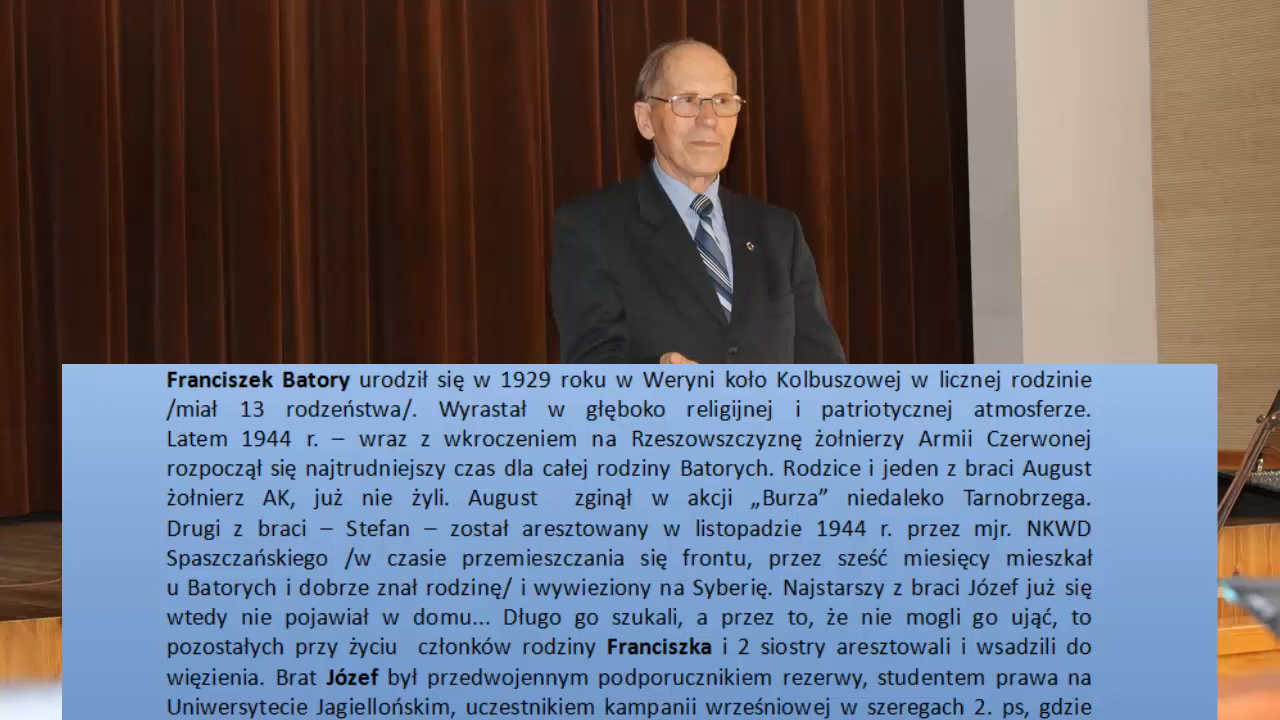 Franciszek Batory urodził się w 1929 roku w Weryni koło Kolbuszowej w licznej rodzinie
/miał 13 rodzeństwa/. Wyrastał w głęboko religijnej i patriotycznej atmosferze.
Latem 1944 r. – wraz z wkroczeniem na Rzeszowszczyznę żołnierzy Armii Czerwonej
rozpoczął się najtrudniejszy czas dla całej rodziny Batorych. Rodzice i jeden z braci August
żołnierz AK, już nie żyli. August zginął w akcji „Burza” niedaleko Tarnobrzega.
Drugi z braci – Stefan – został aresztowany w listopadzie 1944 r. przez mjr. NKWD
Spaszczańskiego /w czasie przemieszczania się frontu, przez sześć miesięcy mieszkał
u Batorych i dobrze znał rodzinę/ i wywieziony na Syberię. Najstarszy z braci Józef już się
wtedy nie pojawiał w domu... Długo go szukali, a przez to, że nie mogli go ująć, to
pozostałych przy życiu członków rodziny Franciszka i 2 siostry aresztowali i wsadzili do
więzienia. Brat Józef był przedwojennym podporucznikiem rezerwy, studentem prawa na
Uniwersytecie Jagiellońskim, uczestnikiem kampanii wrześniowej w szeregach 2. ps, gdzie